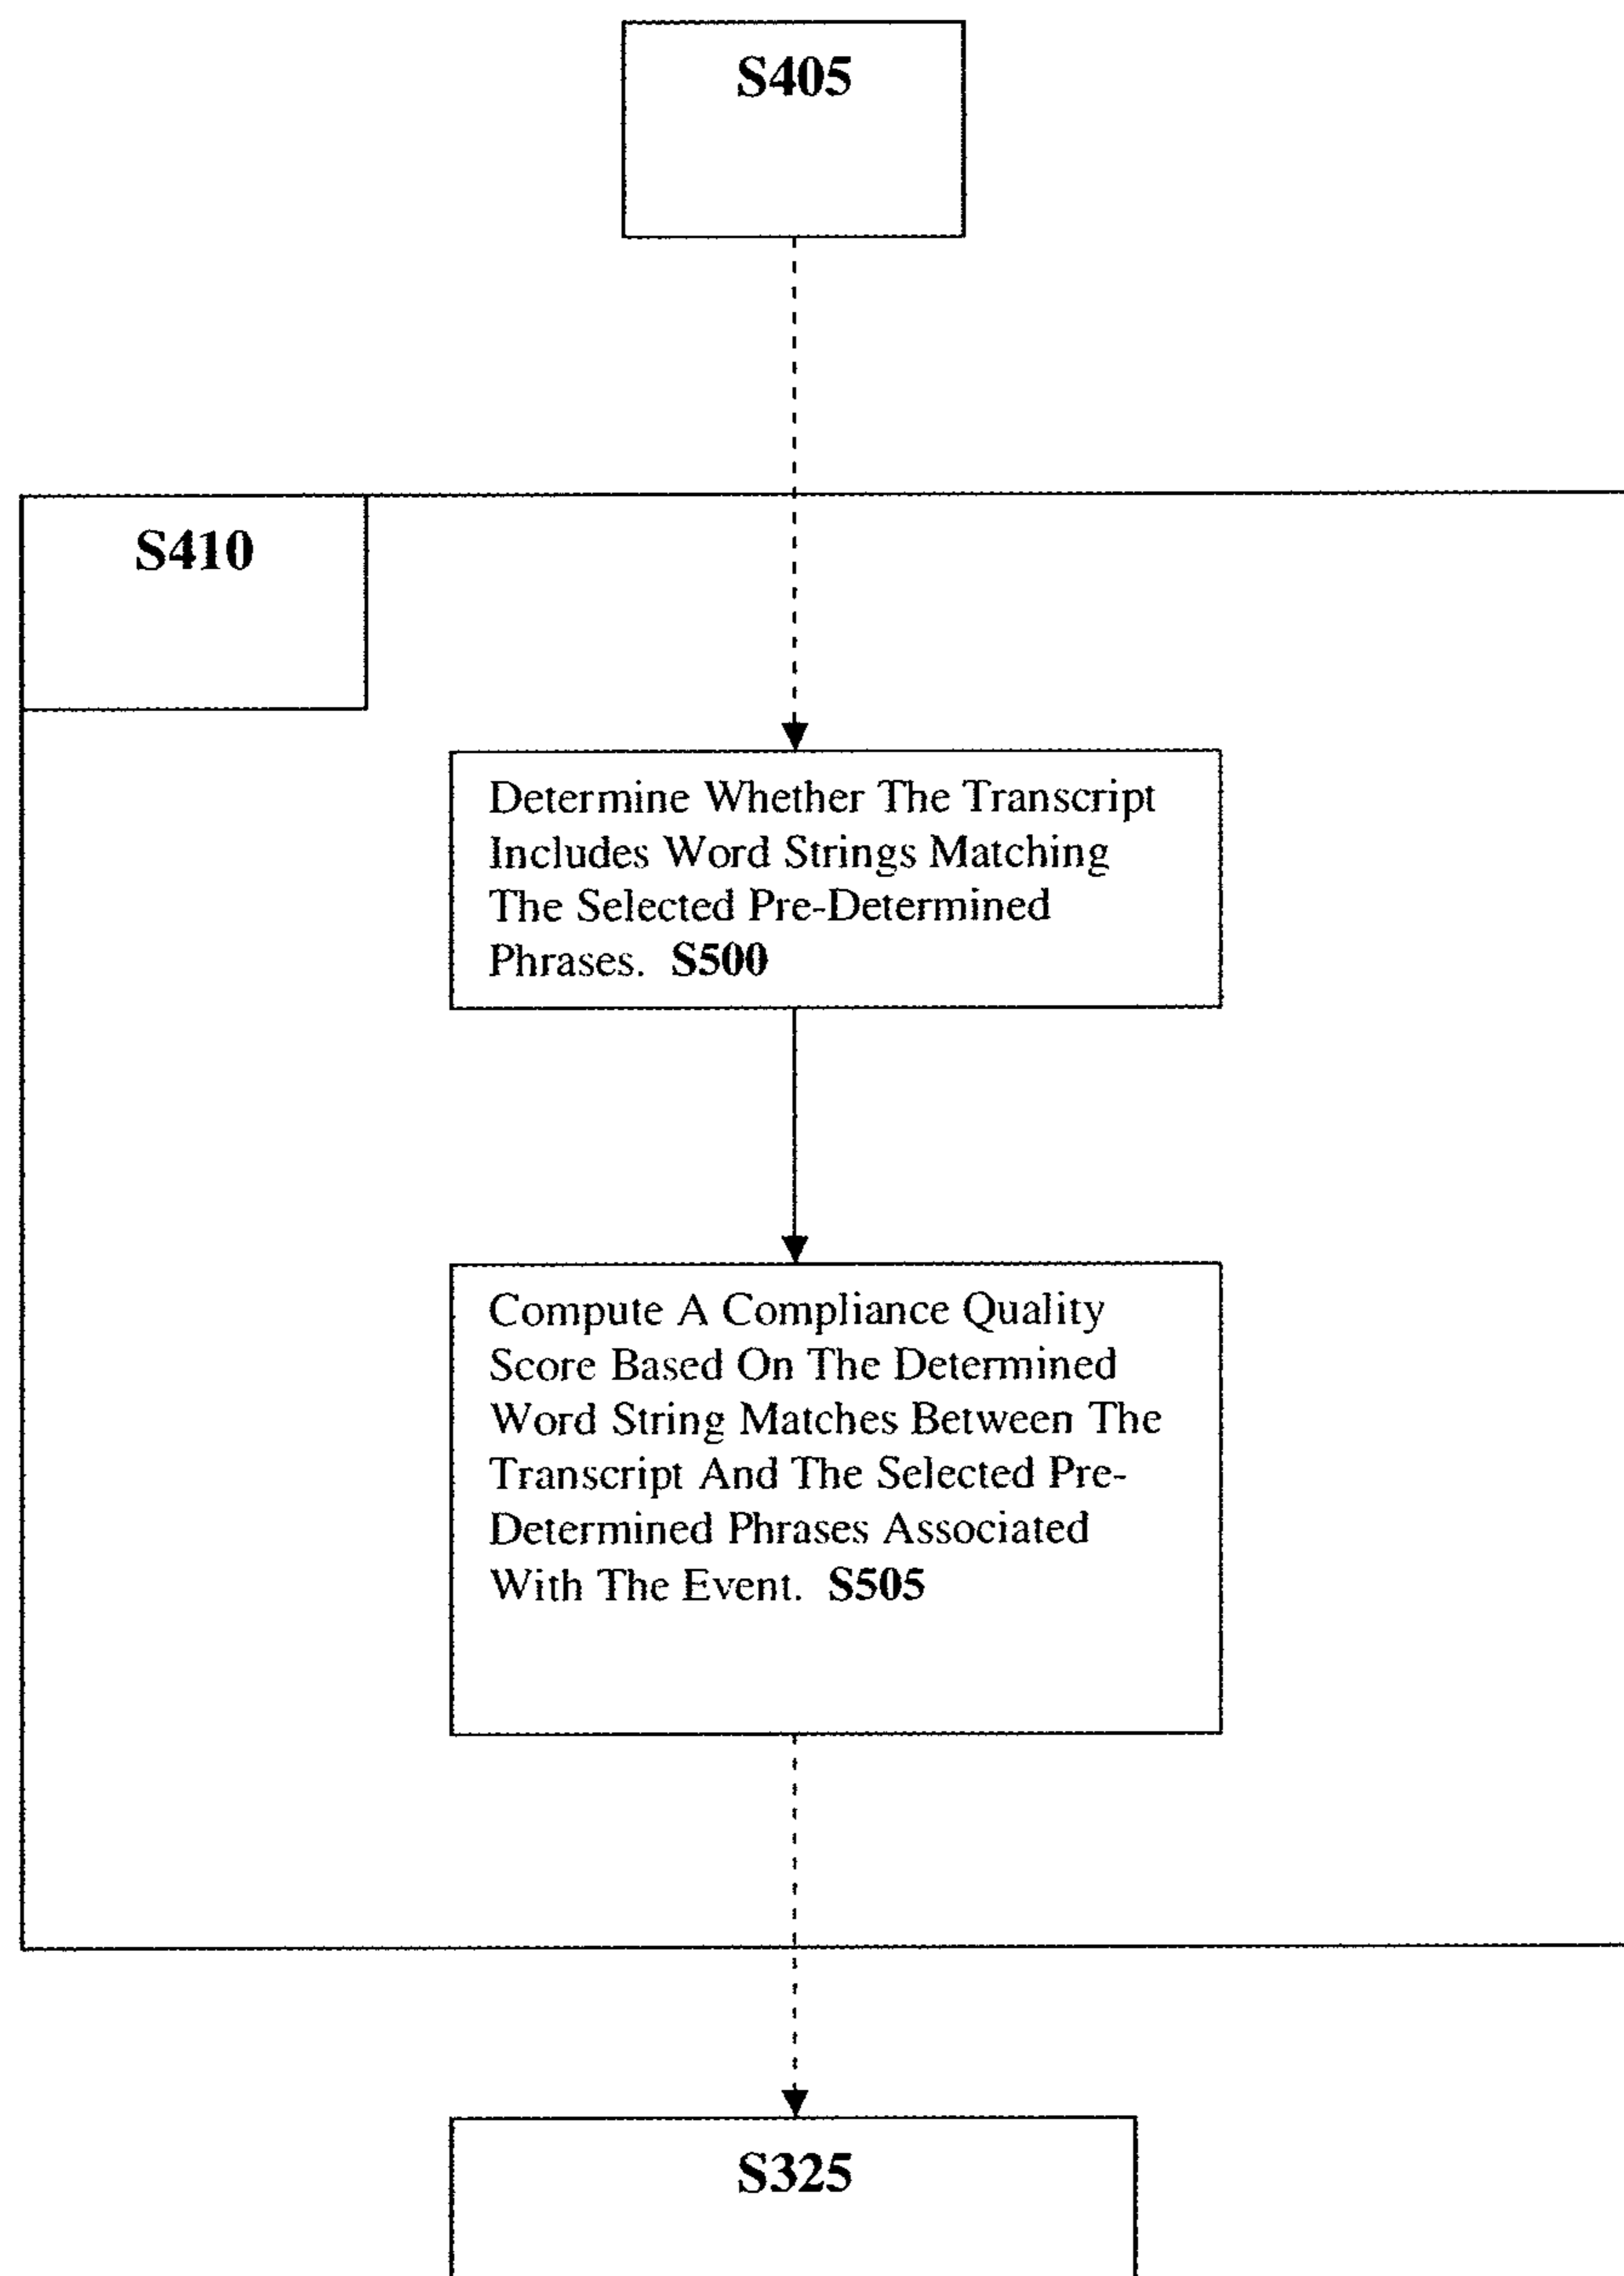 S405
S410
Determine Whether The Transcript
Includes Word Strings Matching
The Selected Pre-Determined
Phrases. S500
Compute A Compliance Quality
Score Based On The Determined
Word String Matches Between The
Transcript And The Selected Pre-
Determined Phrases Associated
With The Event. S505
S325